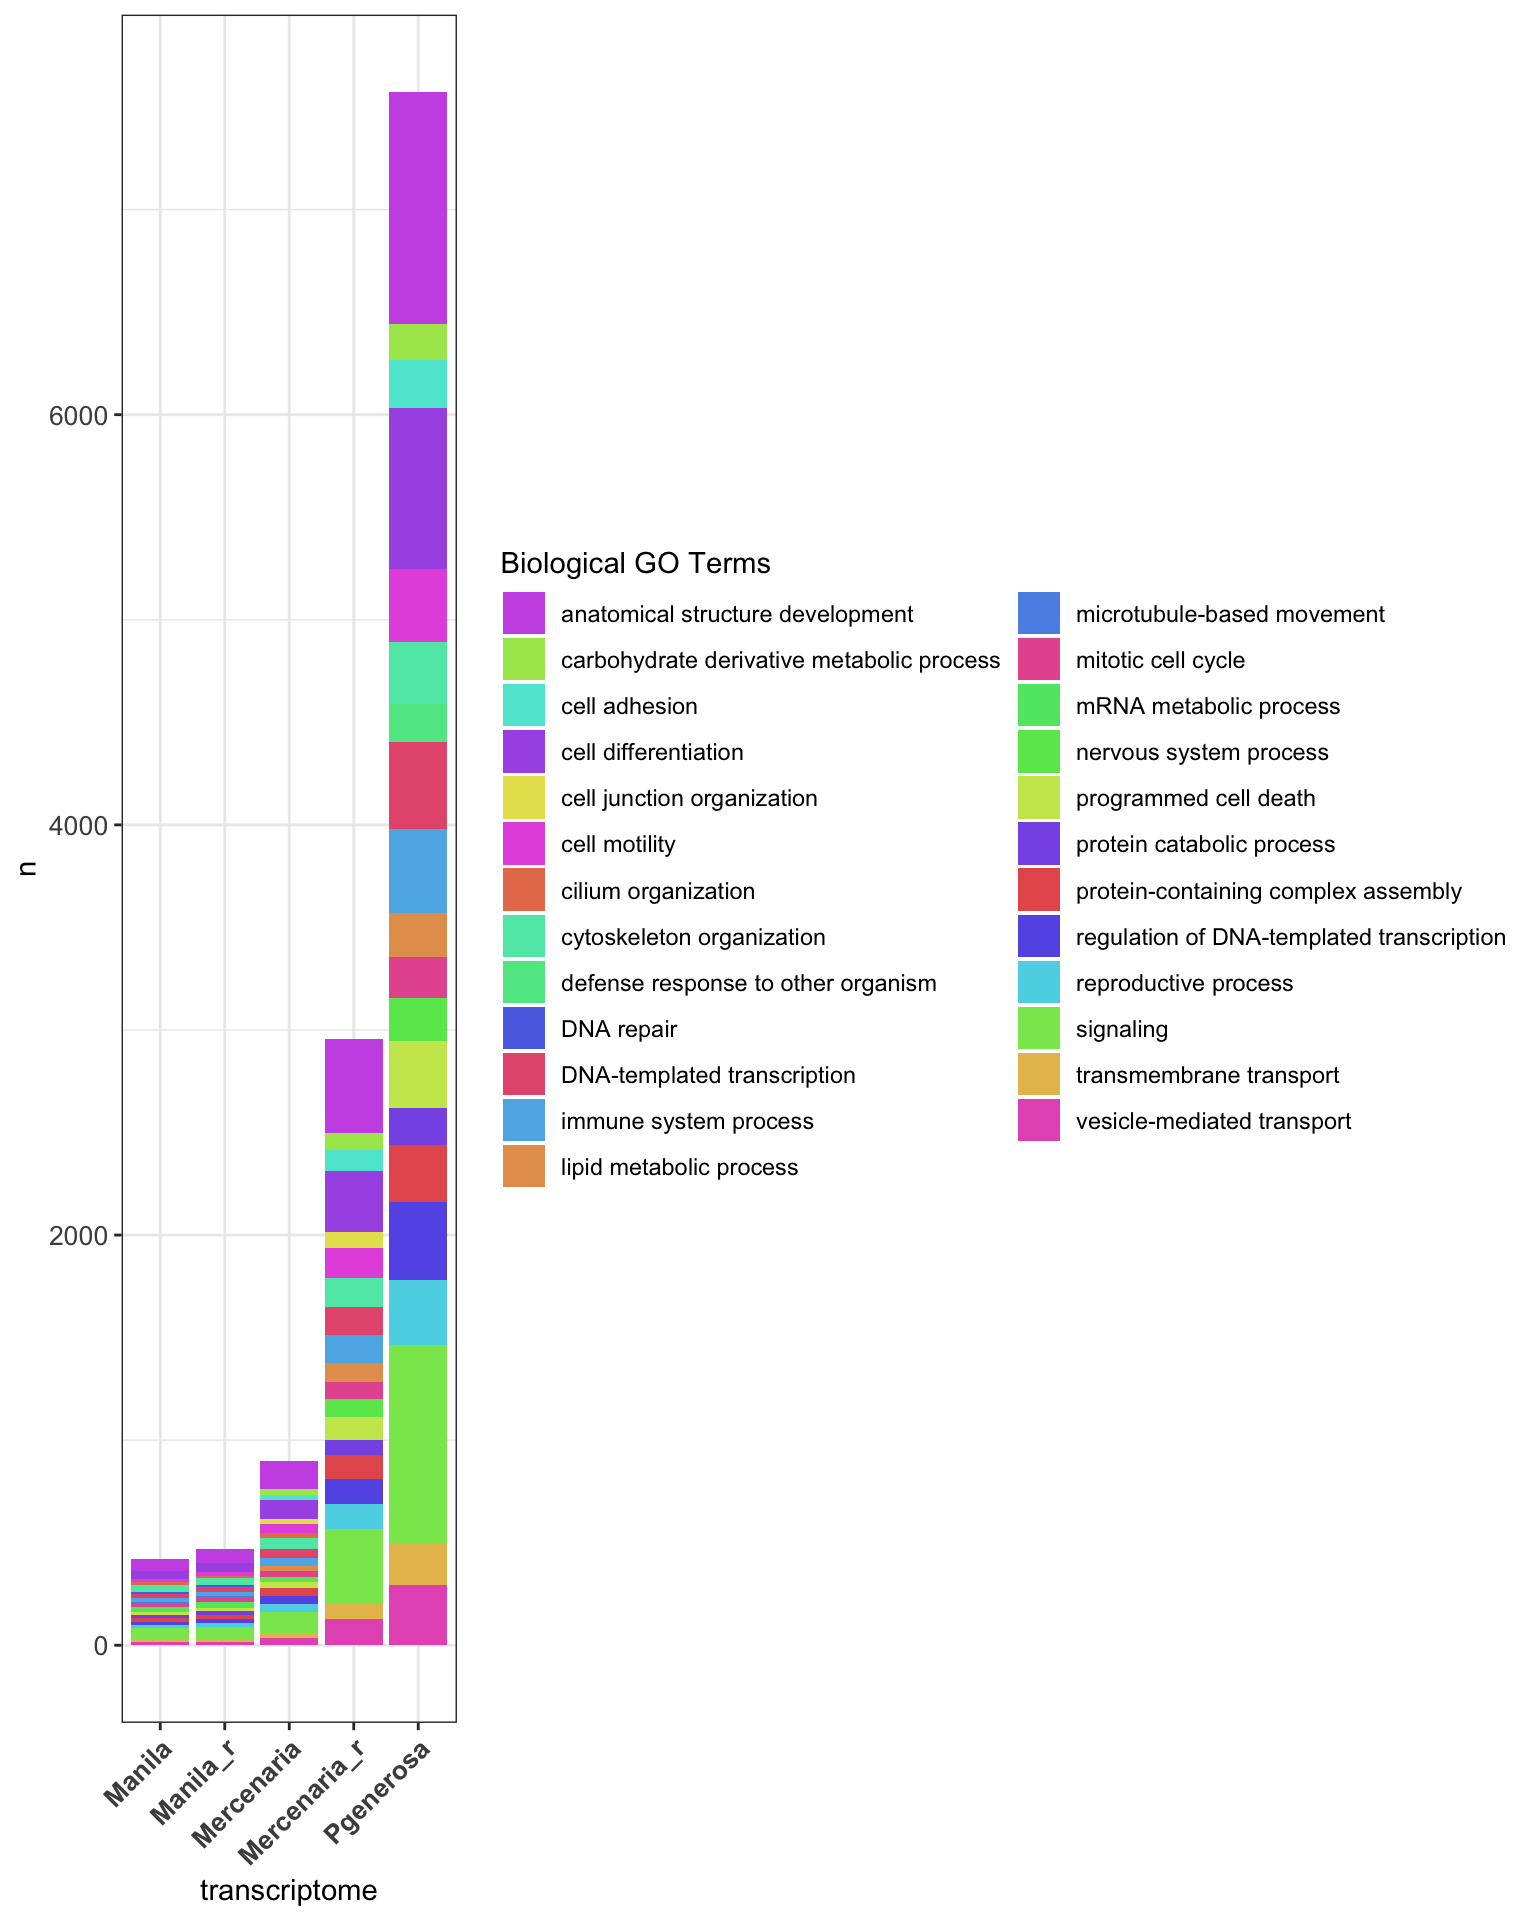 6000
4000
2000
0
n
Manila
Manila_r
Mercenaria
Mercenaria_r
Pgenerosa
transcriptome
Biological GO Terms
anatomical structure development
carbohydrate derivative metabolic process
cell adhesion
cell differentiation
cell junction organization
cell motility
cilium organization
cytoskeleton organization
defense response to other organism
DNA repair
DNA-templated transcription
immune system process
lipid metabolic process
microtubule-based movement
mitotic cell cycle
mRNA metabolic process
nervous system process
programmed cell death
protein catabolic process
protein-containing complex assembly
regulation of DNA-templated transcription
reproductive process
signaling
transmembrane transport
vesicle-mediated transport